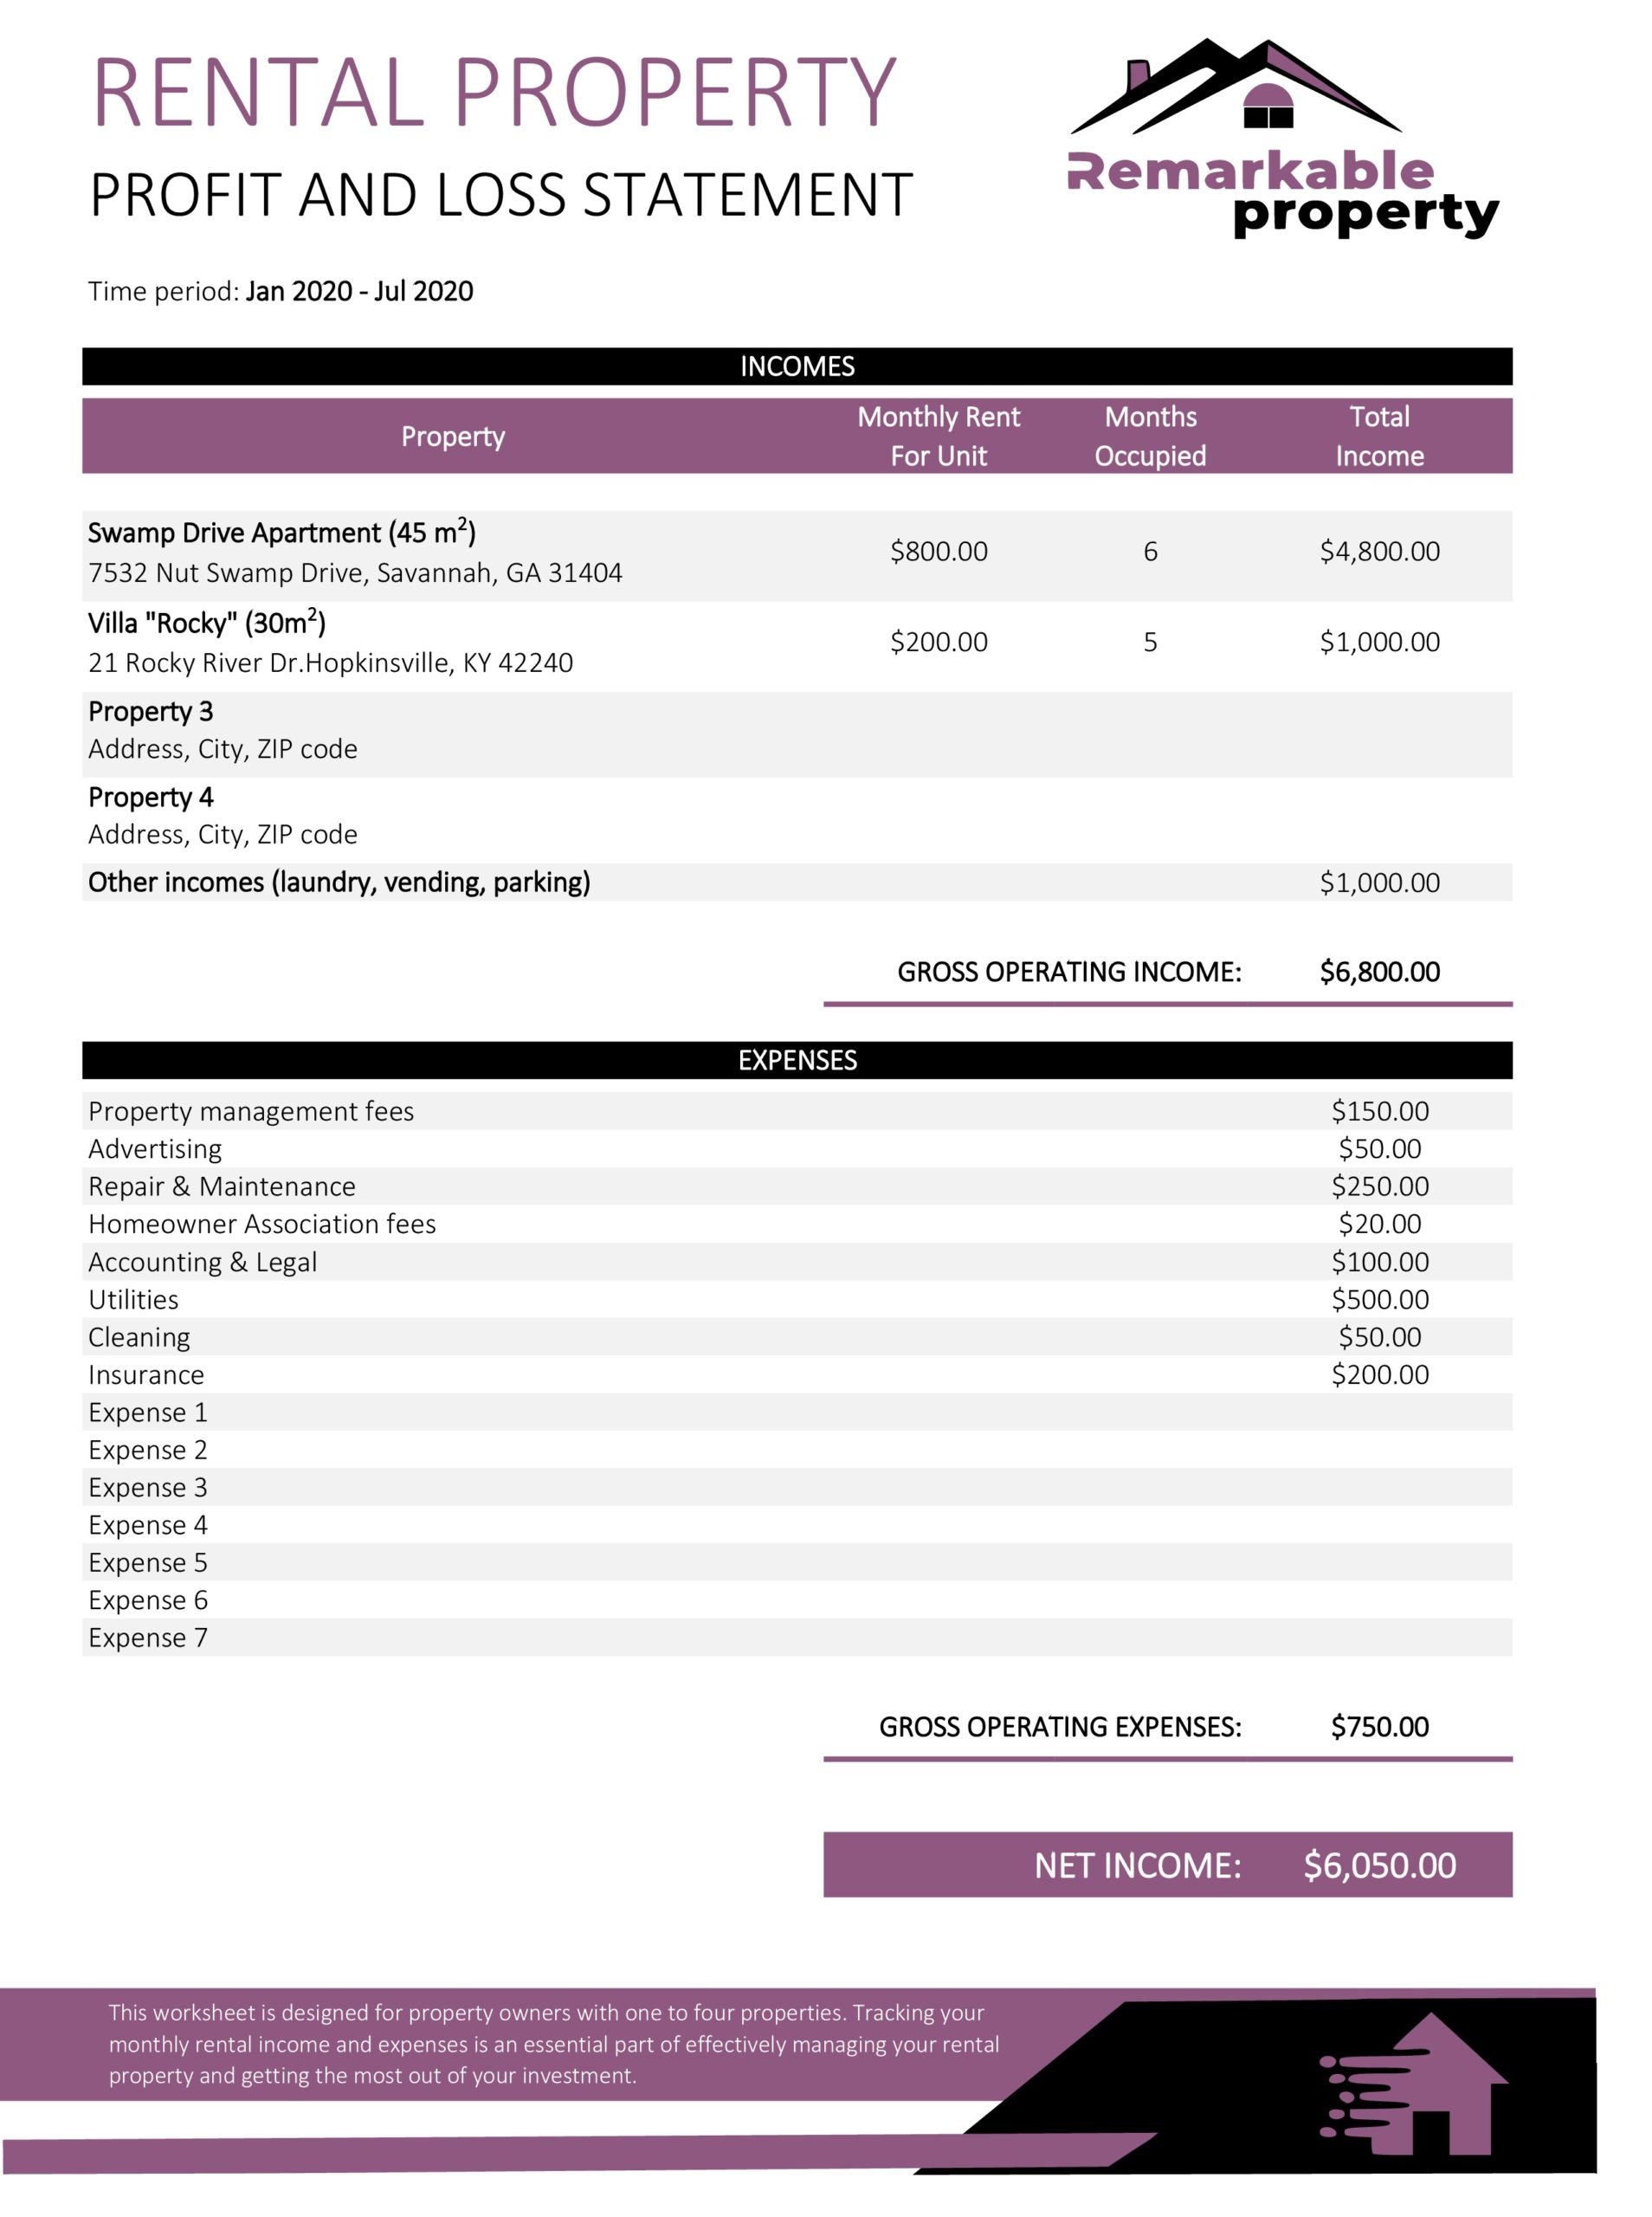 RENTAL PROPERTY
PROFIT AND LOSS STATEMENT
Remarkable
property
Time period: Jan 2020 - Jul 2020
INCOMES
Property Monthly Rent For Unit Months Occupied Total Income
Swamp Drive Apartment (45 m²)
7532 Nut Swamp Drive, Savannah, GA 31404
$800.00 6 $4,800.00
Villa "Rocky" (30m²)
21 Rocky River Dr.Hopkinsville, KY 42240
$200.00 5 $1,000.00
Property 3
Address, City, ZIP code
Property 4
Address, City, ZIP code
Other incomes (laundry, vending, parking) $1,000.00
GROSS OPERATING INCOME: $6,800.00
EXPENSES
Property management fees $150.00
Advertising $50.00
Repair & Maintenance $250.00
Homeowner Association fees $20.00
Accounting & Legal $100.00
Utilities $500.00
Cleaning $50.00
Insurance $200.00
Expense 1
Expense 2
Expense 3
Expense 4
Expense 5
Expense 6
Expense 7
GROSS OPERATING EXPENSES: $750.00
NET INCOME: $6,050.00
This worksheet is designed for property owners with one to four properties. Tracking your
monthly rental income and expenses is an essential part of effectively managing your rental
property and getting the most out of your investment.